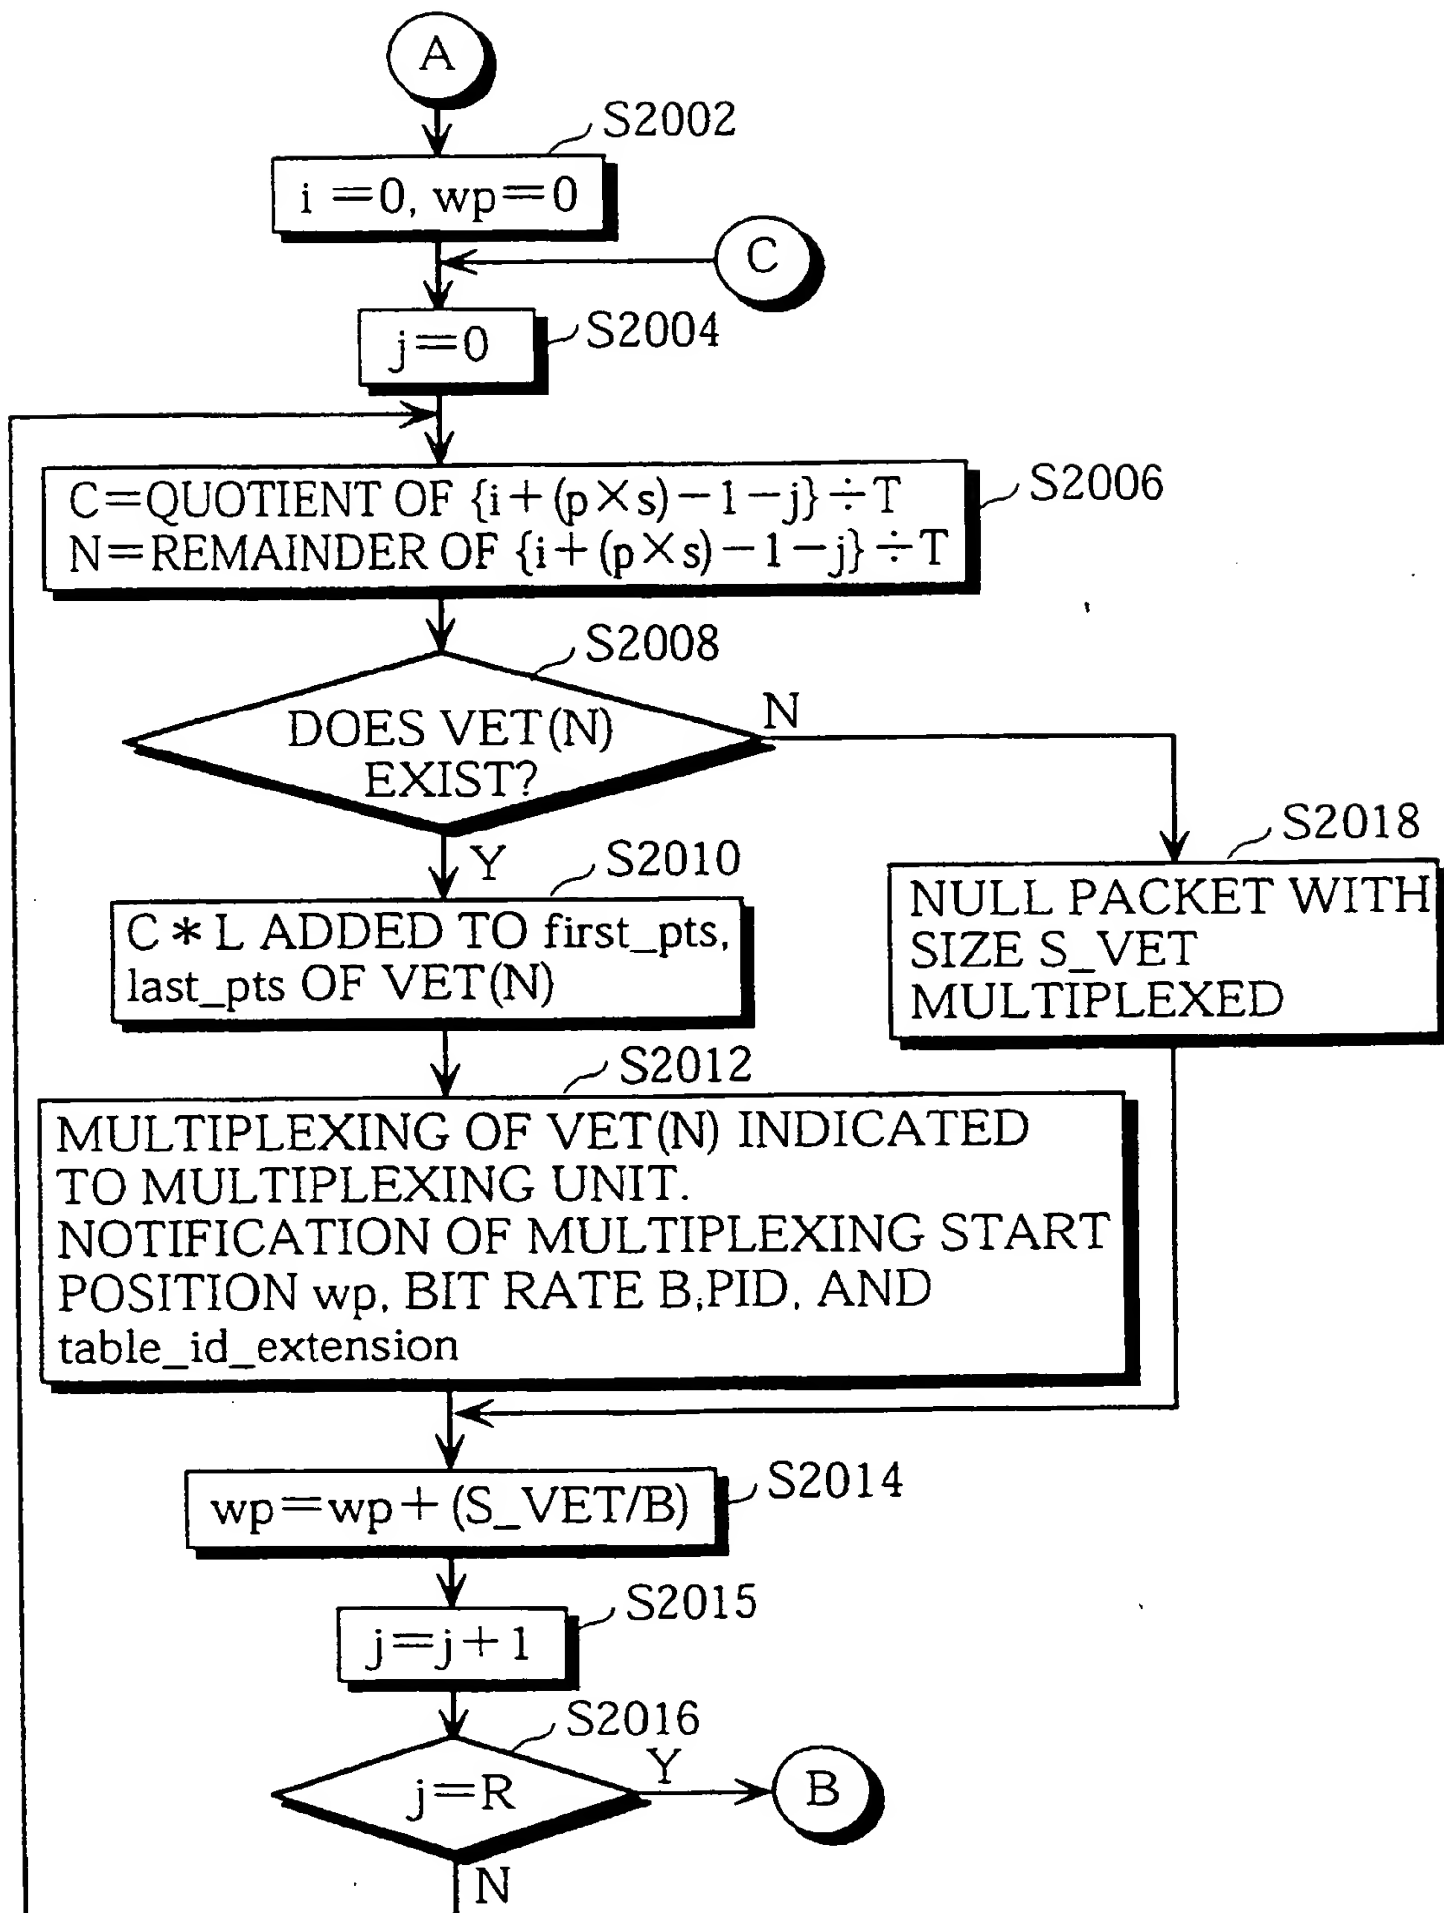 A
S2002
i=0, wp=0
C
j=0
S2004
C=QUOTIENT OF {i+(p×s)-1-j}÷T
N=REMAINDER OF {i+(p×s)-1-j}÷T
S2006
S2008
DOES VET(N)
EXIST?
N
Y
S2010
C*L ADDED TO first_pts,
last_pts OF VET(N)
S2018
NULL PACKET WITH
SIZE S_VET
MULTIPLEXED
S2012
MULTIPLEXING OF VET(N) INDICATED
TO MULTIPLEXING UNIT.
NOTIFICATION OF MULTIPLEXING START
POSITION wp, BIT RATE B,PID, AND
table_id_extension
wp=wp+(S_VET/B)
S2014
j=j+1
S2015
S2016
j=R
Y
B
N